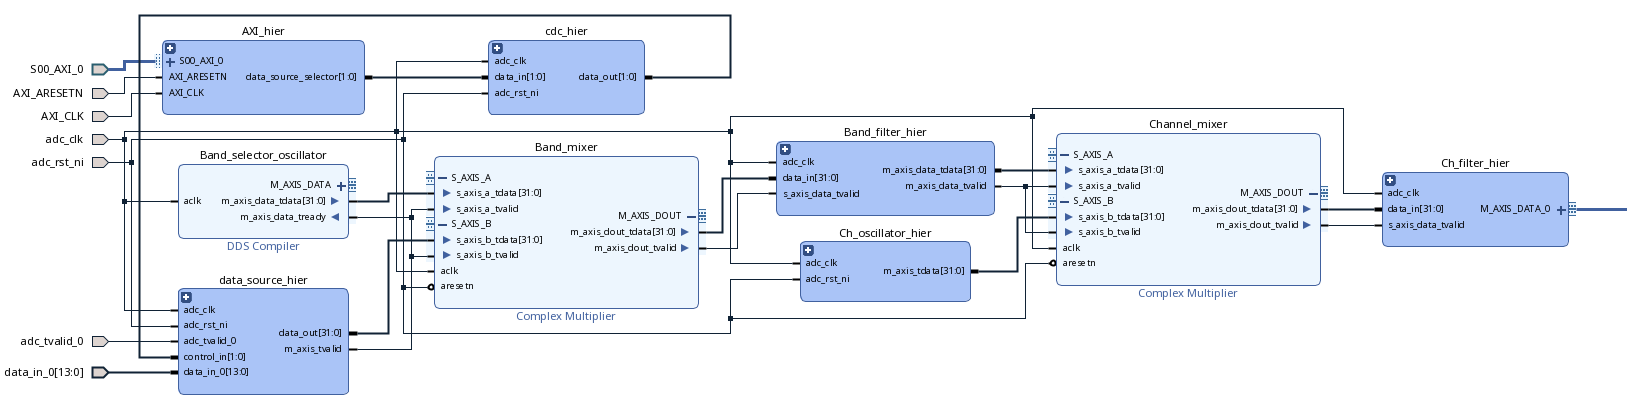 S00_AXI_0
AXI_ARESETN
AXI_CLK
adc_clk
adc_rst_ni
adc_tvalid_0
data_in_0[13:0]
AXI_hier
S00_AXI_0
AXI_ARESETN
AXI_CLK
data_source_selector[1:0]
cdc_hier
adc_clk
data_in[1:0]
adc_rst_ni
data_out[1:0]
Band_selector_oscillator
aclk
M_AXIS_DATA
m_axis_data_tdata[31:0]
m_axis_data_tready
DDS Compiler
data_source_hier
adc_clk
adc_rst_ni
adc_tvalid_0
control_in[1:0]
data_in_0[13:0]
data_out[31:0]
m_axis_tvalid
Band_mixer
S_AXIS_A
s_axis_a_tdata[31:0]
s_axis_a_tvalid
S_AXIS_B
s_axis_b_tdata[31:0]
s_axis_b_tvalid
aclk
aresetn
M_AXIS_DOUT
m_axis_dout_tdata[31:0]
m_axis_dout_tvalid
Complex Multiplier
Band_filter_hier
adc_clk
data_in[31:0]
s_axis_data_tvalid
m_axis_data_tdata[31:0]
m_axis_data_tvalid
Ch_oscillator_hier
adc_clk
adc_rst_ni
m_axis_tdata[31:0]
Channel_mixer
S_AXIS_A
s_axis_a_tdata[31:0]
s_axis_a_tvalid
S_AXIS_B
s_axis_b_tdata[31:0]
s_axis_b_tvalid
aclk
aresetn
M_AXIS_DOUT
m_axis_dout_tdata[31:0]
m_axis_dout_tvalid
Complex Multiplier
Ch_filter_hier
adc_clk
data_in[31:0]
s_axis_data_tvalid
M_AXIS_DATA_0